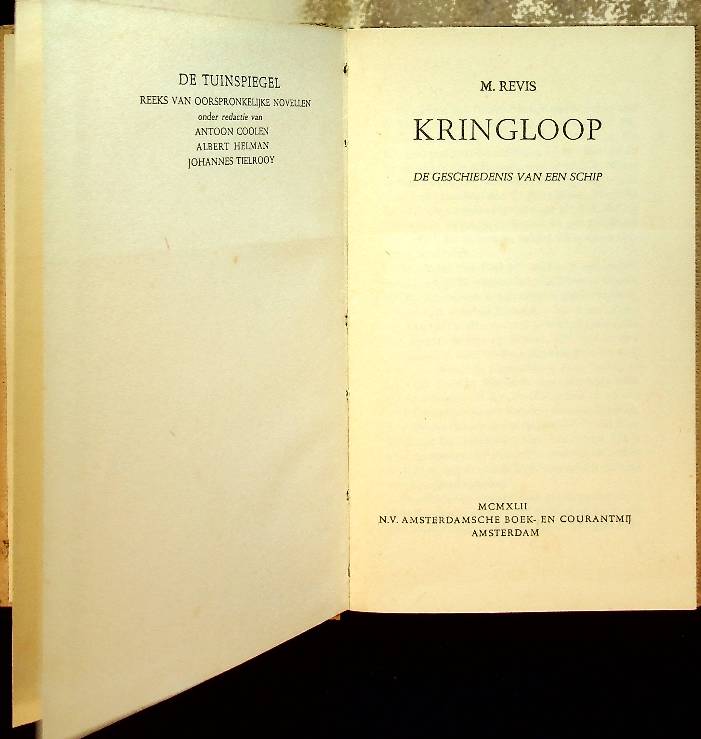 DE TUINSPIEGEL
REEKS VAN OORSPRONKELIJKE NOVELLEN
onder redactie van
ANTOON COOLEN
ALBERT HELMAN
JOHANNES TIELROOY
M. REVIS
KRINGLOOP
DE GESCHIEDENIS VAN EEN SCHIP
MCMXLII
N.V. AMSTERDAMSCHE BOEK- EN COURANTMIJ
AMSTERDAM